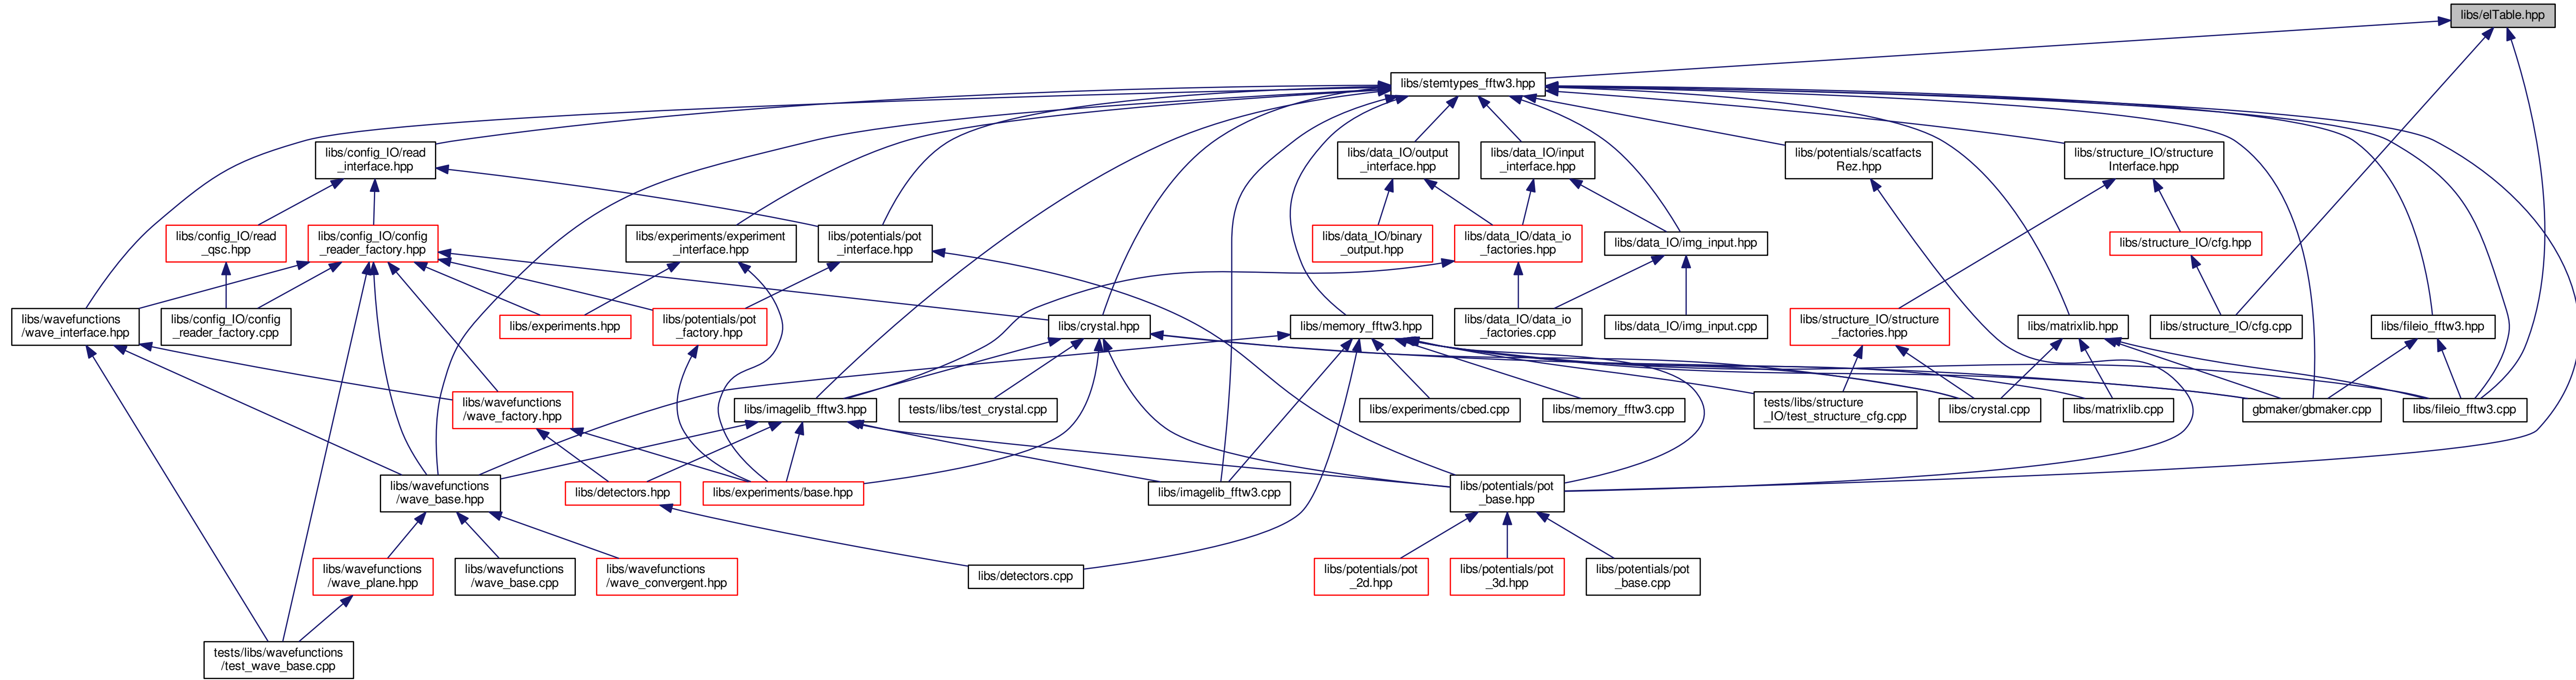 libs/elTable.hpp
libs/stemtypes_fftw3.hpp
libs/config_IO/read
_interface.hpp
libs/data_IO/output
_interface.hpp
libs/data_IO/input
_interface.hpp
libs/potentials/scatfacts
Rez.hpp
libs/structure_IO/structure
Interface.hpp
libs/config_IO/read
_qsc.hpp
libs/config_IO/config
_reader_factory.hpp
libs/experiments/experiment
_interface.hpp
libs/potentials/pot
_interface.hpp
libs/data_IO/binary
_output.hpp
libs/data_IO/data_io
_factories.hpp
libs/data_IO/img_input.hpp
libs/structure_IO/cfg.hpp
libs/wavefunctions
/wave_interface.hpp
libs/config_IO/config
_reader_factory.cpp
libs/experiments.hpp
libs/potentials/pot
_factory.hpp
libs/crystal.hpp
libs/memory_fftw3.hpp
libs/data_IO/data_io
_factories.cpp
libs/data_IO/img_input.cpp
libs/structure_IO/structure
_factories.hpp
libs/matrixlib.hpp
libs/structure_IO/cfg.cpp
libs/fileio_fftw3.hpp
libs/wavefunctions
/wave_factory.hpp
libs/imagelib_fftw3.hpp
tests/libs/test_crystal.cpp
libs/experiments/cbed.cpp
libs/memory_fftw3.cpp
tests/libs/structure
_IO/test_structure_cfg.cpp
libs/crystal.cpp
libs/matrixlib.cpp
gbmaker/gbmaker.cpp
libs/fileio_fftw3.cpp
libs/wavefunctions
/wave_base.hpp
libs/detectors.hpp
libs/experiments/base.hpp
libs/imagelib_fftw3.cpp
libs/potentials/pot
_base.hpp
libs/wavefunctions
/wave_plane.hpp
libs/wavefunctions
/wave_base.cpp
libs/wavefunctions
/wave_convergent.hpp
libs/detectors.cpp
libs/potentials/pot
_2d.hpp
libs/potentials/pot
_3d.hpp
libs/potentials/pot
_base.cpp
tests/libs/wavefunctions
/test_wave_base.cpp